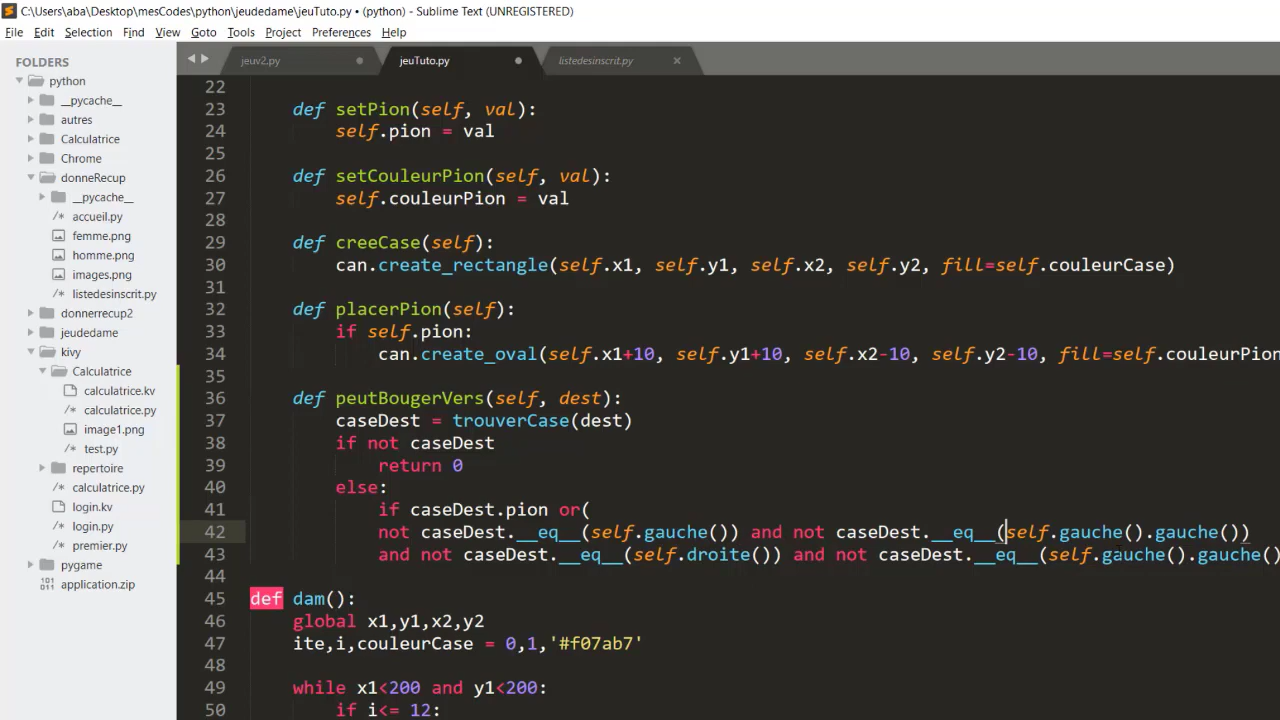 C:\Users\aba\Desktop\mesCodes\python\jeudedame\jeuTuto.py • (python) - Sublime Text (UNREGISTERED)
File Edit Selection Find View Goto Tools Project Preferences Help
FOLDERS
python
__pycache__
autres
Calculatrice
Chrome
donneRecup
__pycache__
accueil.py
femme.png
homme.png
images.png
listedesinscrit.py
donnerrecup2
jeudedame
kivy
Calculatrice
calculatrice.kv
calculatrice.py
image1.png
test.py
repertoire
calculatrice.py
login.kv
login.py
premier.py
pygame
application.zip
jeuv2.py jeuTuto.py listedesinscrit.py
22
23 def setPion(self, val):
24 self.pion = val
25
26 def setCouleurPion(self, val):
27 self.couleurPion = val
28
29 def creeCase(self):
30 can.create_rectangle(self.x1, self.y1, self.x2, self.y2, fill=self.couleurCase)
31
32 def placerPion(self):
33 if self.pion:
34 can.create_oval(self.x1+10, self.y1+10, self.x2-10, self.y2-10, fill=self.couleurPion
35
36 def peutBougerVers(self, dest):
37 caseDest = trouverCase(dest)
38 if not caseDest
39 return 0
40 else:
41 if caseDest.pion or(
42 not caseDest.__eq__(self.gauche()) and not caseDest.__eq__(self.gauche().gauche())
43 and not caseDest.__eq__(self.droite()) and not caseDest.__eq__(self.gauche().gauche()
44
45 def dam():
46 global x1,y1,x2,y2
47 ite,i,couleurCase = 0,1,'#f07ab7'
48
49 while x1<200 and y1<200:
50 if i<= 12: